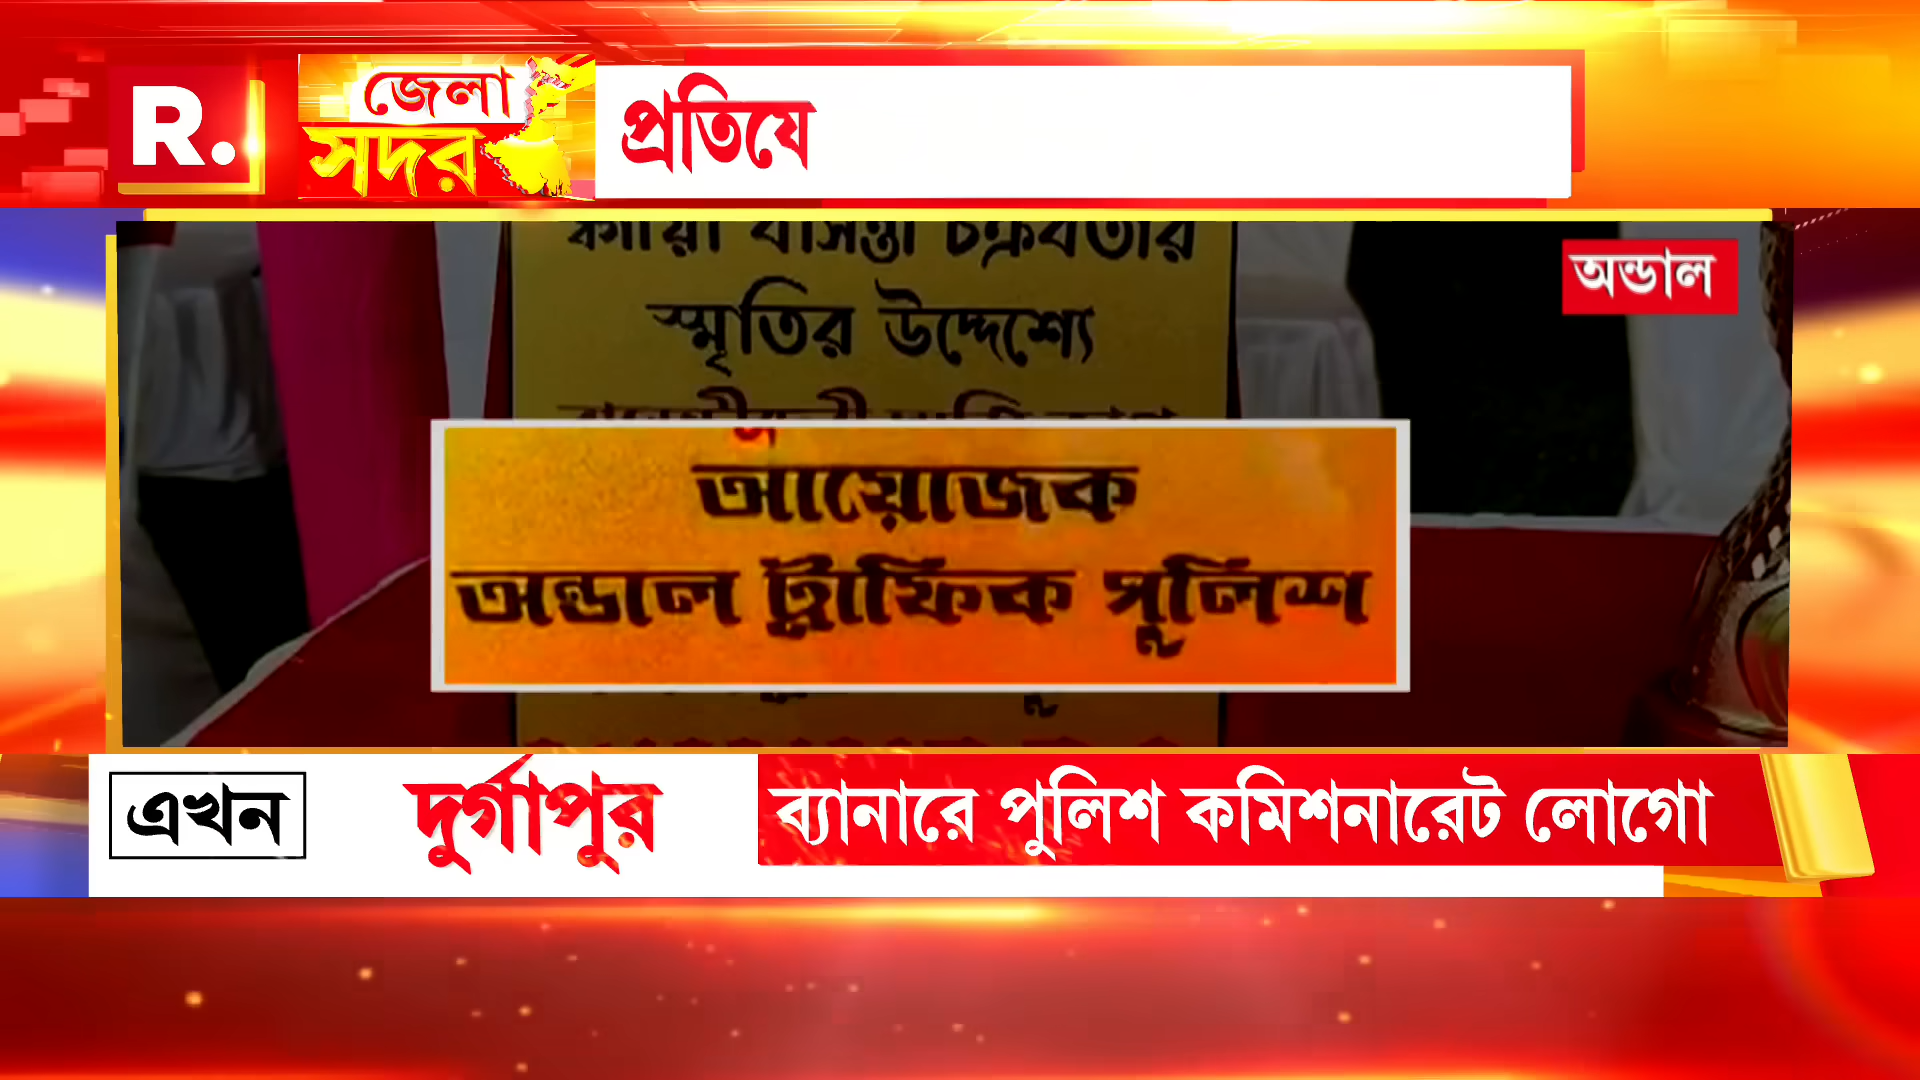 R.
জেলা
সদর
প্রতিযে
অন্ডাল
স্মৃতির উদ্দেশ্যে
আয়োজক
অন্ডাল ট্রাফিক পুলিশ
এখন
দুর্গাপুর
ব্যানারে পুলিশ কমিশনারেট লোগো